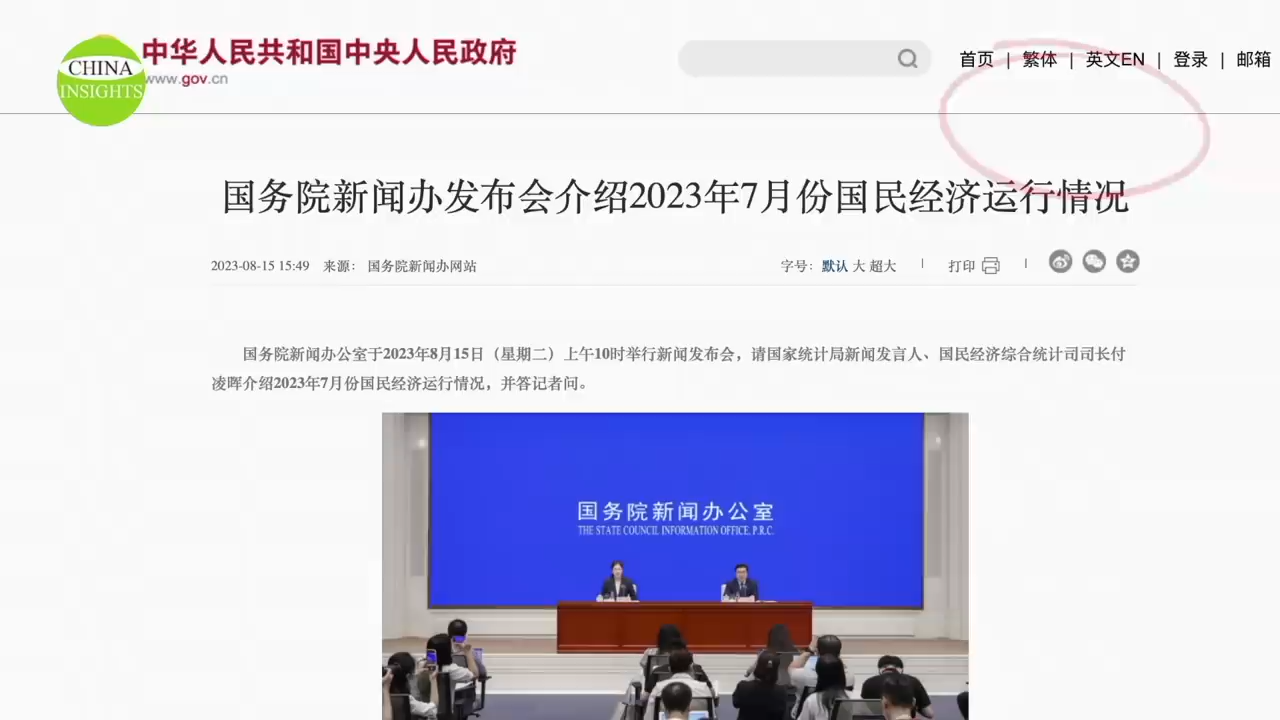 CHINA
INSIGHTS
中华人民共和国中央人民政府
www.gov.cn
首页 | 繁体 | 英文EN | 登录 | 邮箱
国务院新闻办发布会介绍2023年7月份国民经济运行情况
2023-08-15 15:49 来源： 国务院新闻办网站
字号：默认 大 超大 | 打印 |
国务院新闻办公室于2023年8月15日（星期二）上午10时举行新闻发布会，请国家统计局新闻发言人、国民经济综合统计司司长付
凌晖介绍2023年7月份国民经济运行情况，并答记者问。
国务院新闻办公室
THE STATE COUNCIL INFORMATION OFFICE, P.R.C.